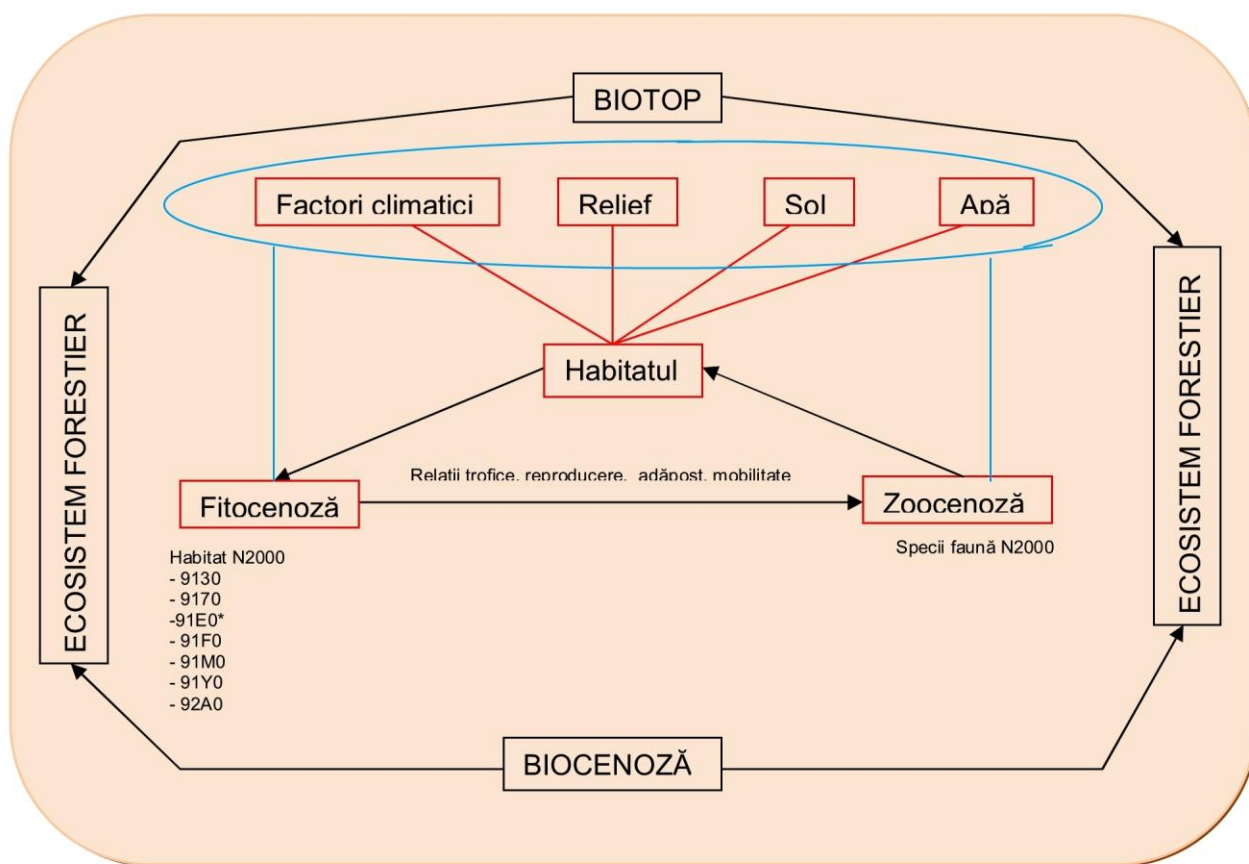 BIOTOP
Factori climatici
Relief
Sol
Apă
ECOSISTEM FORESTIER
ECOSISTEM FORESTIER
Habitatul
Relatii trofice, reproducere, adăpost, mobilitate
Fitocenoză
Zoocenoză
Habitat N2000
- 9130
- 9170
-91E0*
- 91F0
- 91M0
- 91Y0
- 92A0
Specii faună N2000
BIOCENOZĂ